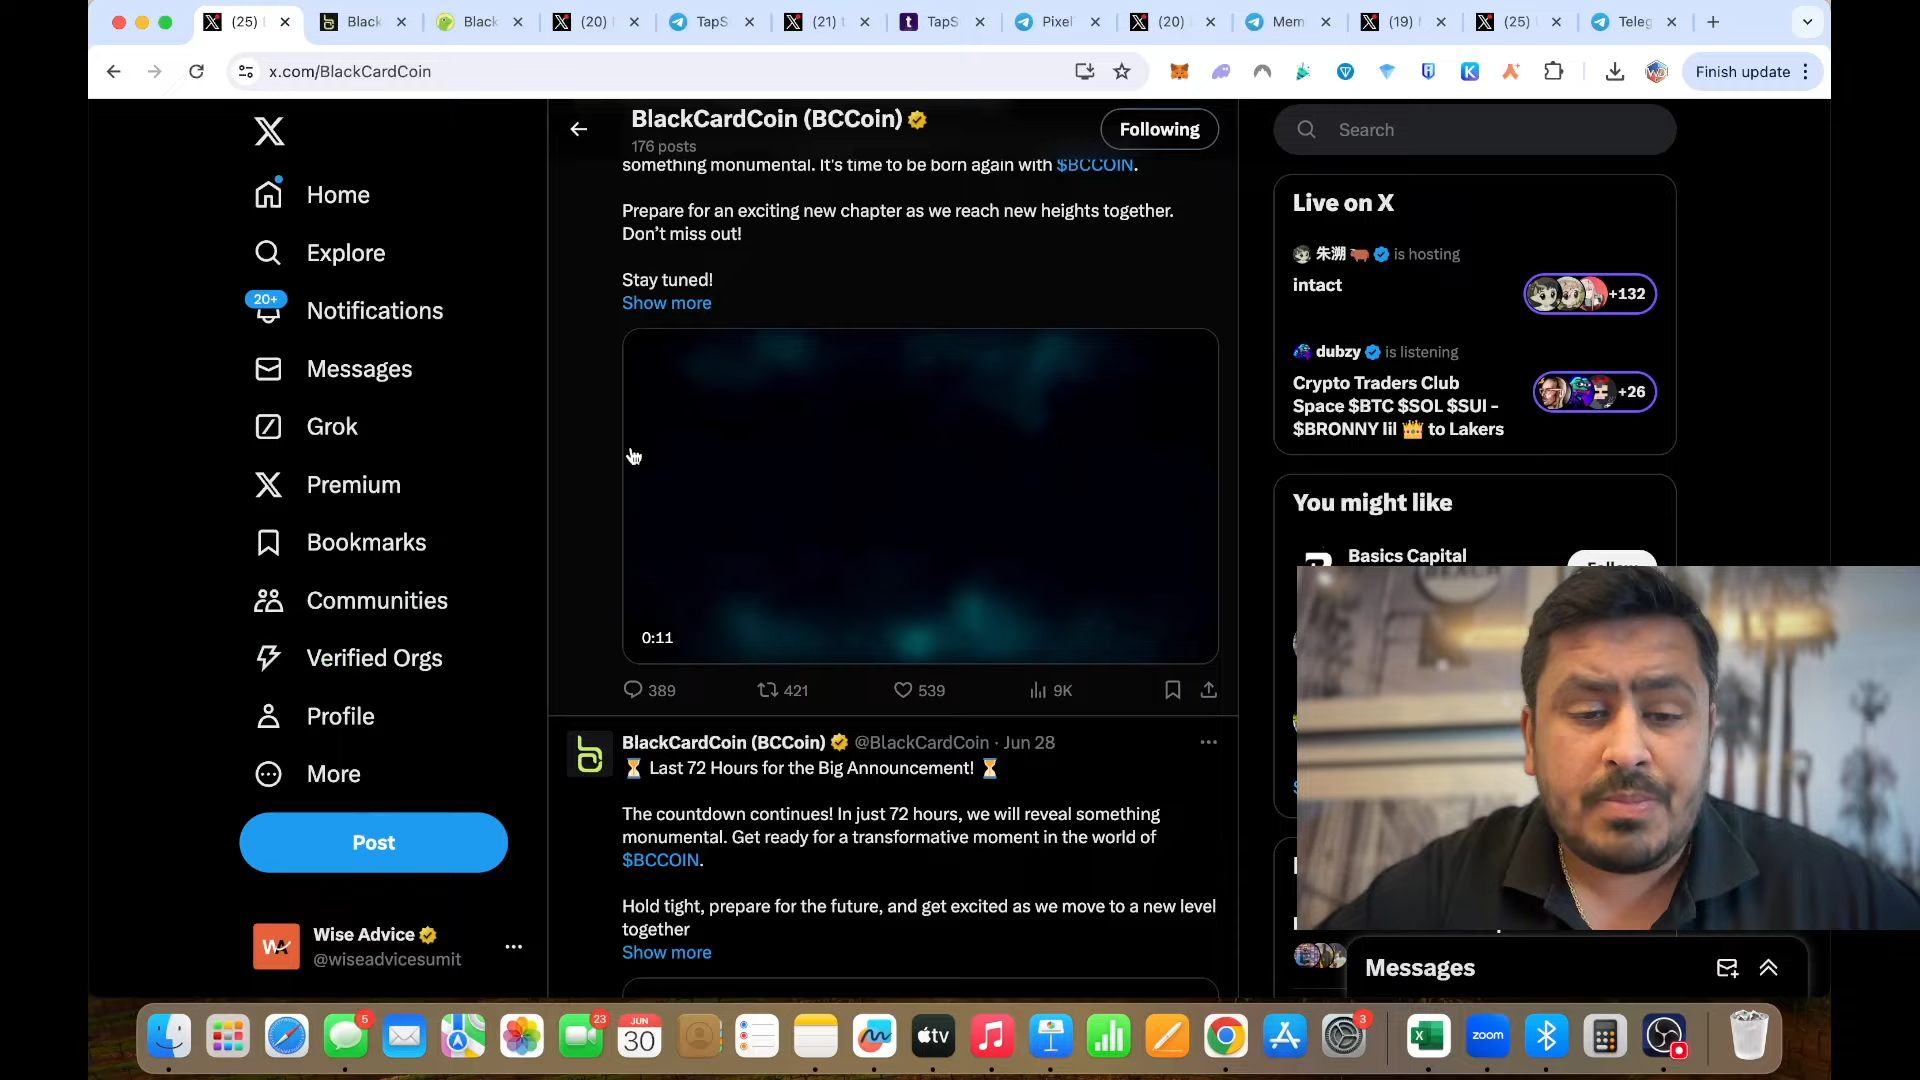 (25)
Black
Black
(20)
TapS
(21) t
TapS
Pixel
(20)
Mem
(19)
(25)
Teleg
x.com/BlackCardCoin
Finish update
BlackCardCoin (BCCoin)
176 posts
Following
Search
something monumental. It's time to be born again with $BCCOIN.
Prepare for an exciting new chapter as we reach new heights together.
Don’t miss out!
Stay tuned!
Show more
0:11
389
421
539
9K
BlackCardCoin (BCCoin) @BlackCardCoin · Jun 28
⏳ Last 72 Hours for the Big Announcement! ⏳
The countdown continues! In just 72 hours, we will reveal something
monumental. Get ready for a transformative moment in the world of
$BCCOIN.
Hold tight, prepare for the future, and get excited as we move to a new level
together
Show more
Home
Explore
20+
Notifications
Messages
Grok
Premium
Bookmarks
Communities
Verified Orgs
Profile
More
Post
Wise Advice
@wiseadvicesumit
Live on X
朱溯 🐂 is hosting
intact
+132
dubzy is listening
Crypto Traders Club
Space $BTC $SOL $SUI -
$BRONNY lil 👑 to Lakers
+26
You might like
Basics Capital
Messages
5
23
JUN
30
tv
3
zoom